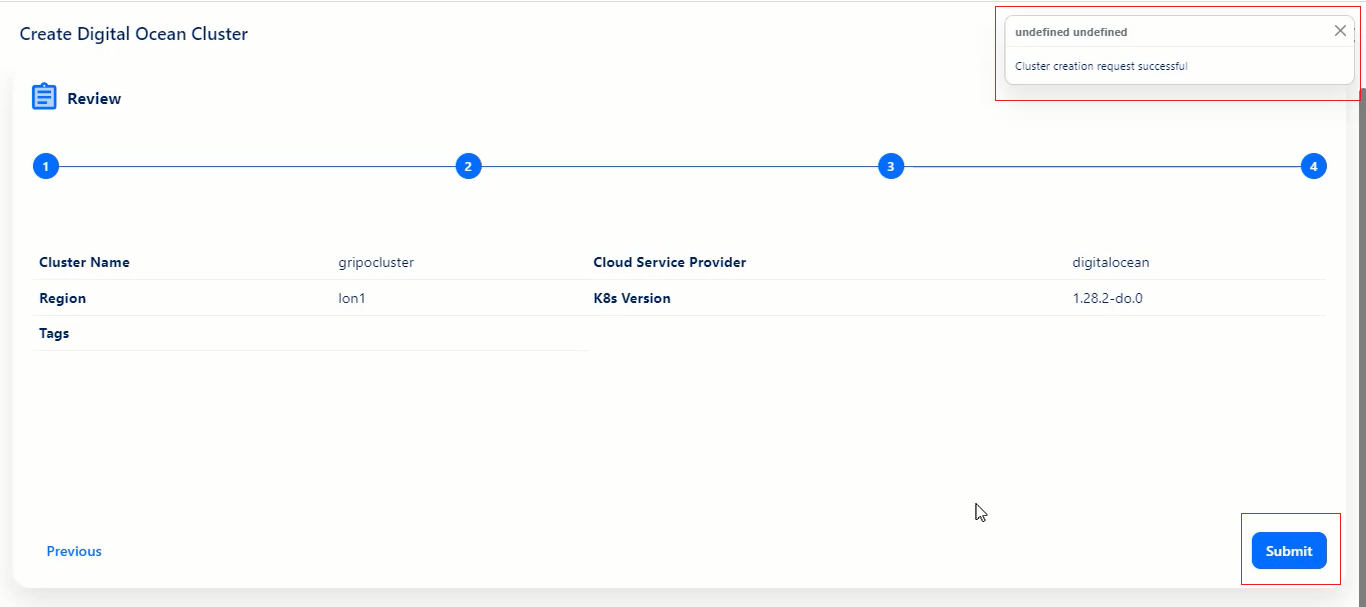 Create Digital Ocean Cluster
undefined undefined
Cluster creation request successful
Review
1 2 3 4
Cluster Name gripocluster Cloud Service Provider digitalocean
Region lon1 K8s Version 1.28.2-do.0
Tags
Previous Submit